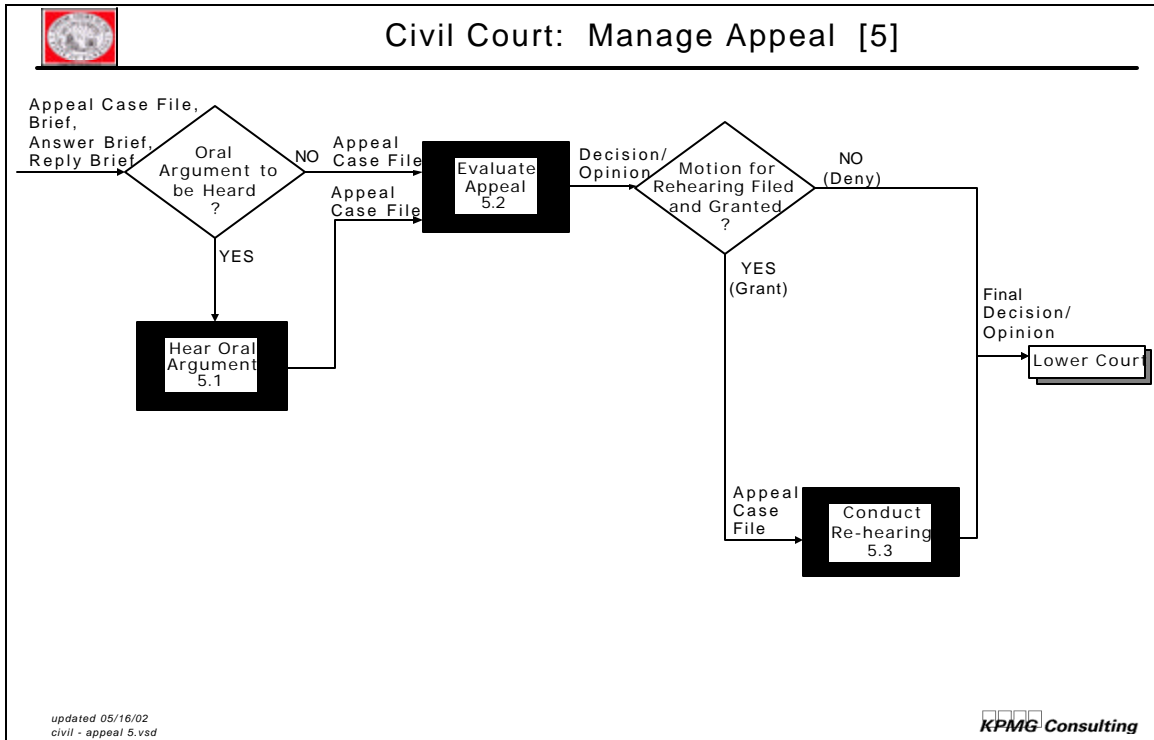 Civil Court: Manage Appeal [5]
Appeal Case File,
Brief,
Answer Brief,
Reply Brief
Oral
Argument to
be Heard
?
NO
Appeal
Case File
Appeal
Case File
YES
Hear Oral
Argument
5.1
Evaluate
Appeal
5.2
Decision/
Opinion
Motion for
Rehearing Filed
and Granted
?
NO
(Deny)
YES
(Grant)
Appeal
Case
File
Conduct
Re-hearing
5.3
Final
Decision/
Opinion
Lower Court
updated 05/16/02
civil - appeal 5.vsd
KPMG Consulting